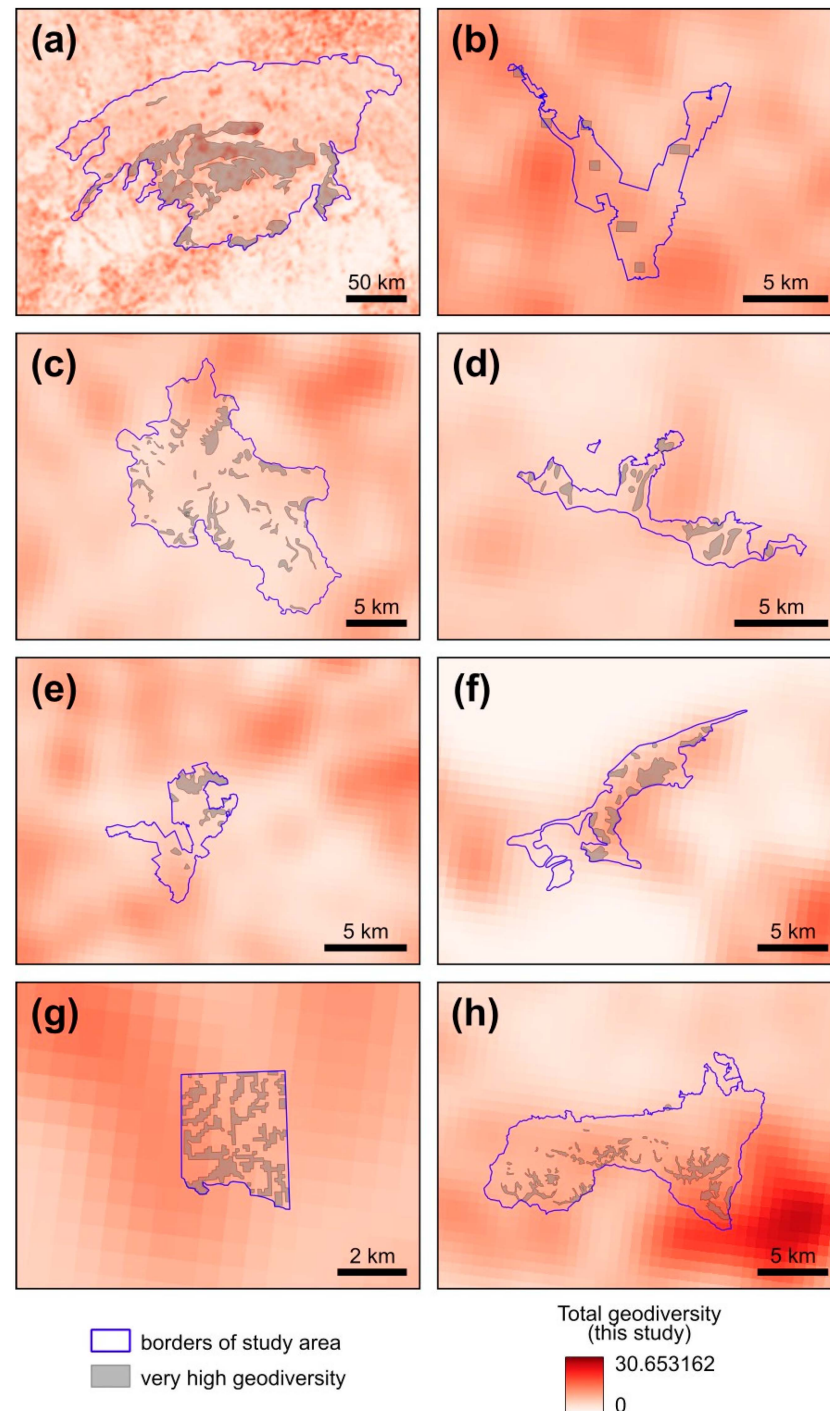 (a)
50 km
(b)
5 km
(c)
5 km
(d)
5 km
(e)
5 km
(f)
5 km
(g)
2 km
(h)
5 km
borders of study area
very high geodiversity
Total geodiversity
(this study)
30.653162
0